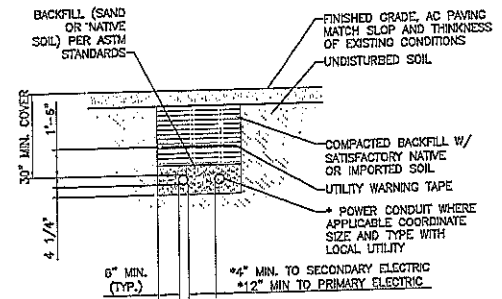 BACKFILL (SAND
OR "NATIVE
SOIL) PER ASTM
STANDARDS
FINISHED GRADE, AC PAVING
MATCH SLOP AND THINKNESS
OF EXISTING CONDITIONS
UNDISTURBED SOIL
30" MIN. COVER
1'-6"
COMPACTED BACKFILL W/
SATISFACTORY NATIVE
OR IMPORTED SOIL
UTILITY WARNING TAPE
* POWER CONDUIT WHERE
APPLICABLE COORDINATE
SIZE AND TYPE WITH
LOCAL UTILITY
4 1/4"
6" MIN.
(TYP.)
*4" MIN. TO SECONDARY ELECTRIC
*12" MIN TO PRIMARY ELECTRIC